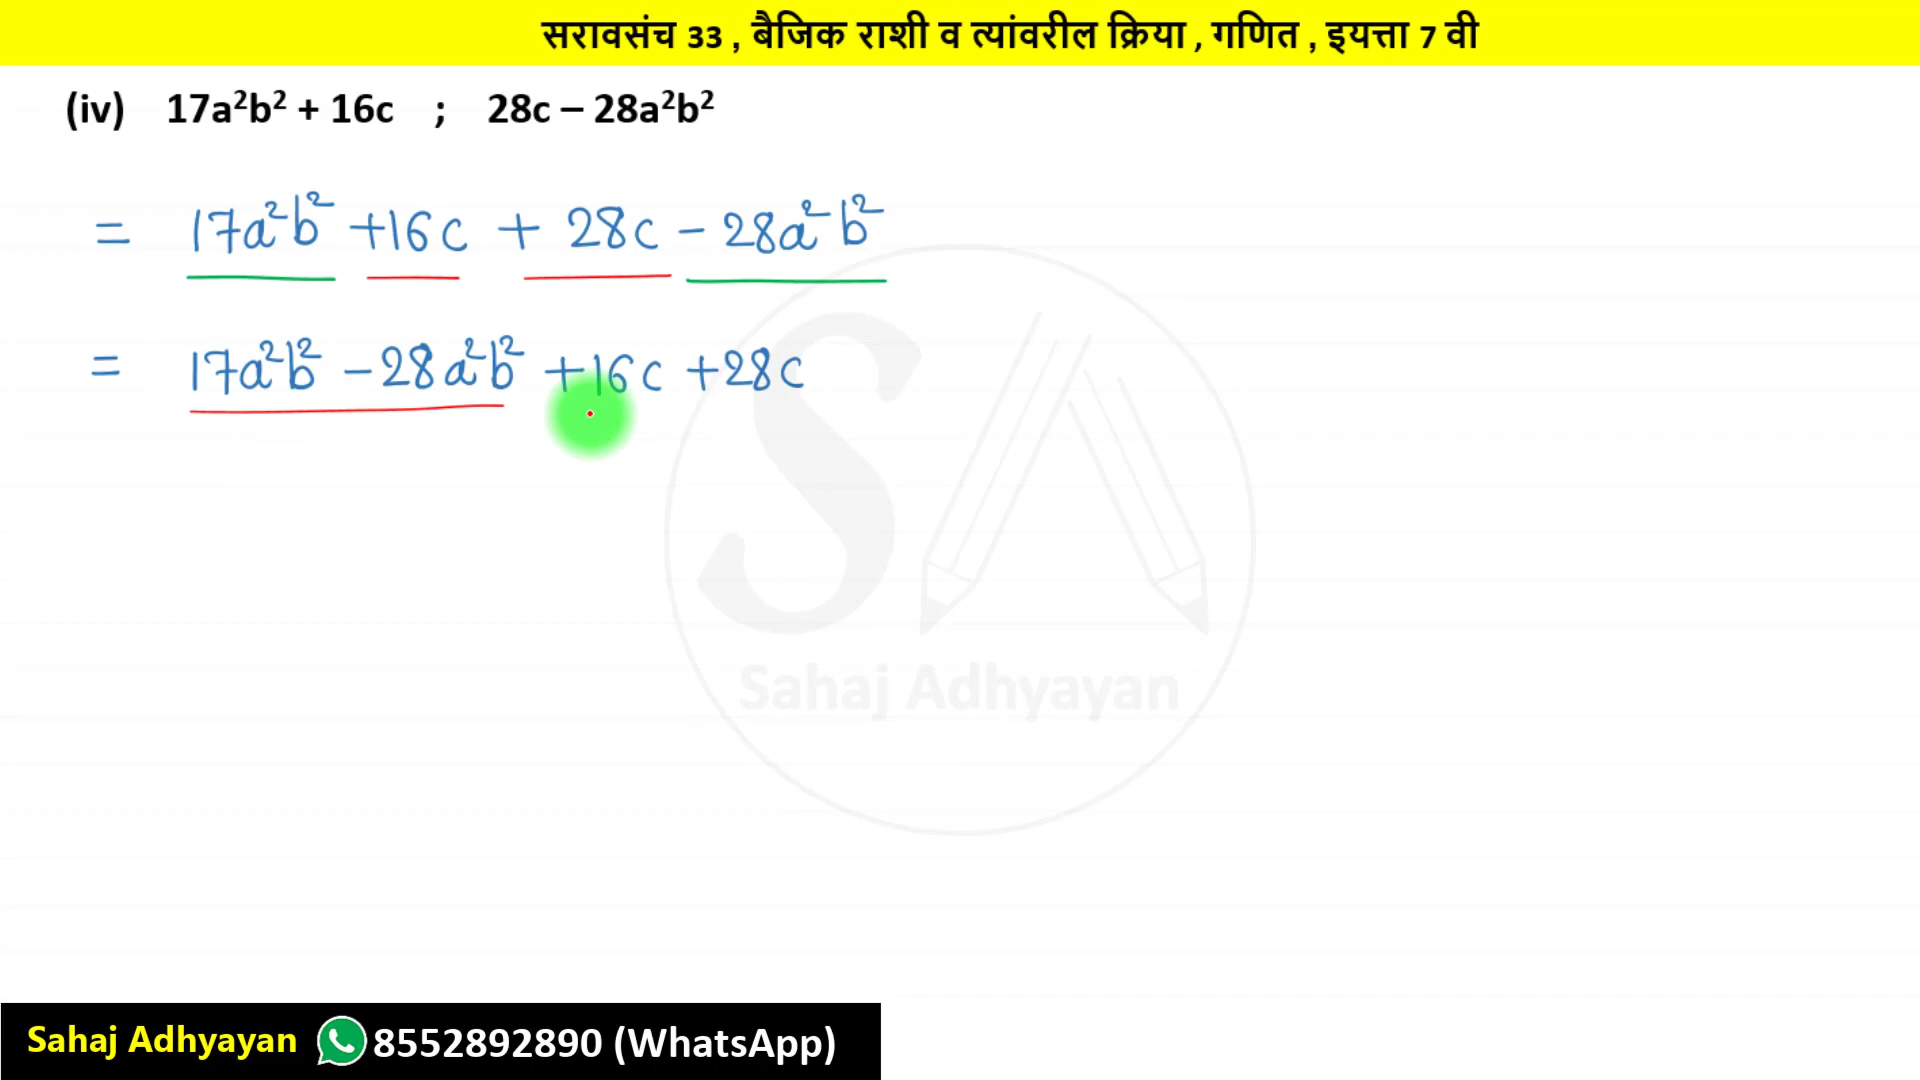 सरावसंच 33 , बैजिक राशी व त्यांवरील क्रिया , गणित , इयत्ता 7 वी
(iv) 17a²b² + 16c ; 28c – 28a²b²
= 17a²b² +16c + 28c - 28a²b²
= 17a²b² - 28a²b² +16c +28c
Sahaj Adhyayan
Sahaj Adhyayan 8552892890 (WhatsApp)